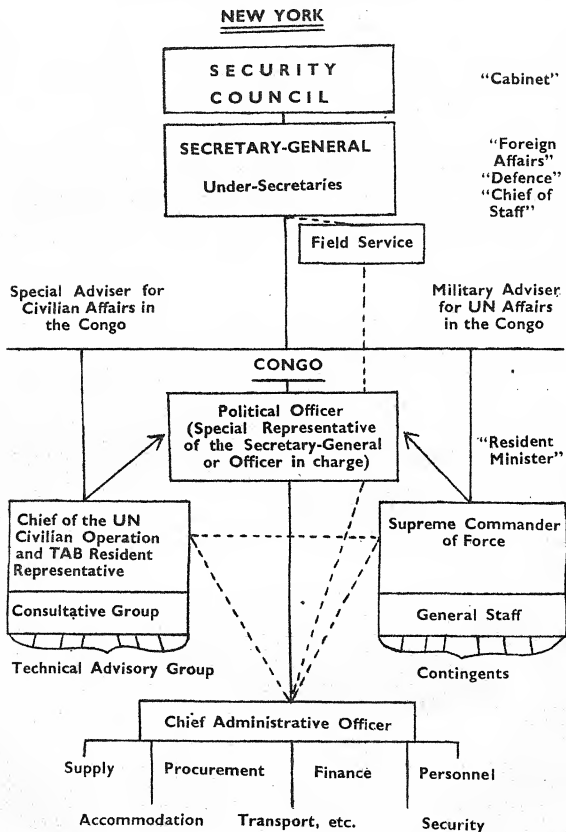 NEW YORK
SECURITY
COUNCIL
"Cabinet"
SECRETARY-GENERAL
Under-Secretaries
"Foreign
Affairs"
"Defence"
"Chief of
Staff"
Field Service
Special Adviser for
Civilian Affairs in
the Congo
Military Adviser
for UN Affairs
in the Congo
CONGO
Political Officer
(Special Representative
of the Secretary-General
or Officer in charge)
"Resident
Minister"
Chief of the UN
Civilian Operation
and TAB Resident
Representative
Consultative Group
Technical Advisory Group
Supreme Commander
of Force
General Staff
Contingents
Chief Administrative Officer
Supply Procurement Finance Personnel
Accommodation Transport, etc. Security